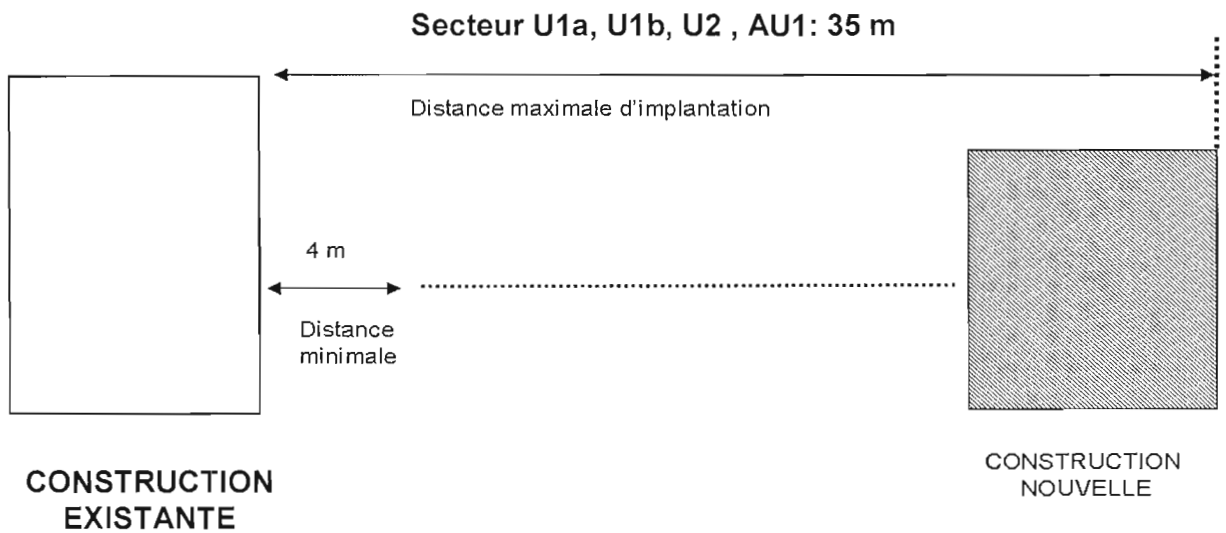 Secteur U1a, U1b, U2 , AU1: 35 m
Distance maximale d'implantation
4 m
Distance
minimale
CONSTRUCTION
EXISTANTE
CONSTRUCTION
NOUVELLE